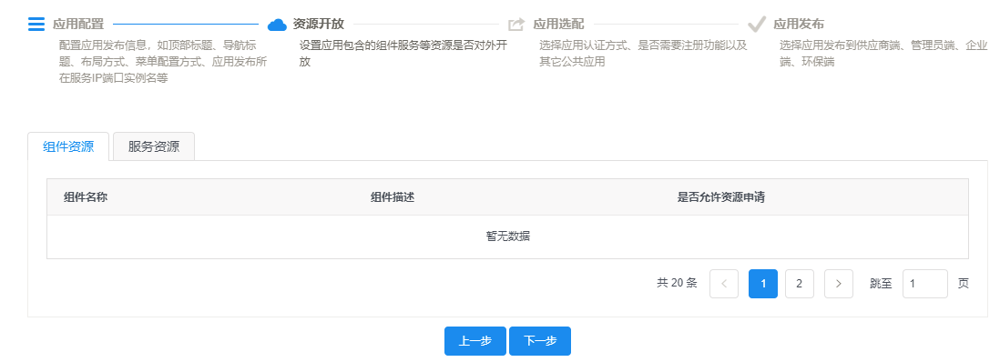 应用配置
配置应用发布信息，如顶部标题、导航标
题、布局方式、菜单配置方式、应用发布所
在服务IP端口实例名等
资源开放
设置应用包含的组件服务等资源是否对外开
放
应用选配
选择应用认证方式、是否需要注册功能以及
其它公共应用
应用发布
选择应用发布到供应商端、管理员端、企业
端、环保端
组件资源 服务资源
组件名称 组件描述 是否允许资源申请
暂无数据
共 20 条 1 2 跳至 1 页
上一步 下一步